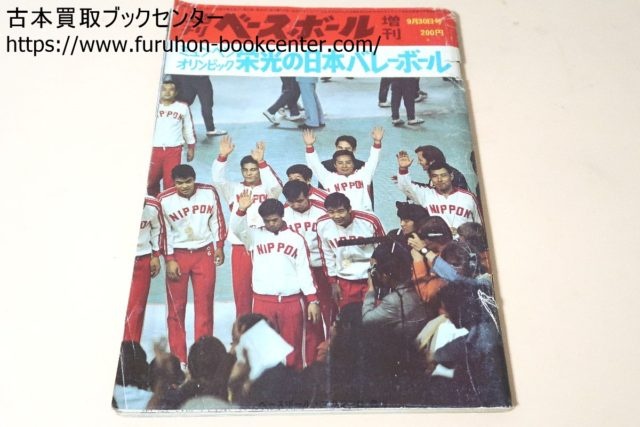 古本買取ブックセンター
https://www.furuhon-bookcenter.com/
ベースボール
増刊
9月30日号
200円
オリンピック
栄光の日本バレーボール
NIPPON
NIPPON
NIPPON
NIPPON
NIPPON
NIPPON
NIPPON